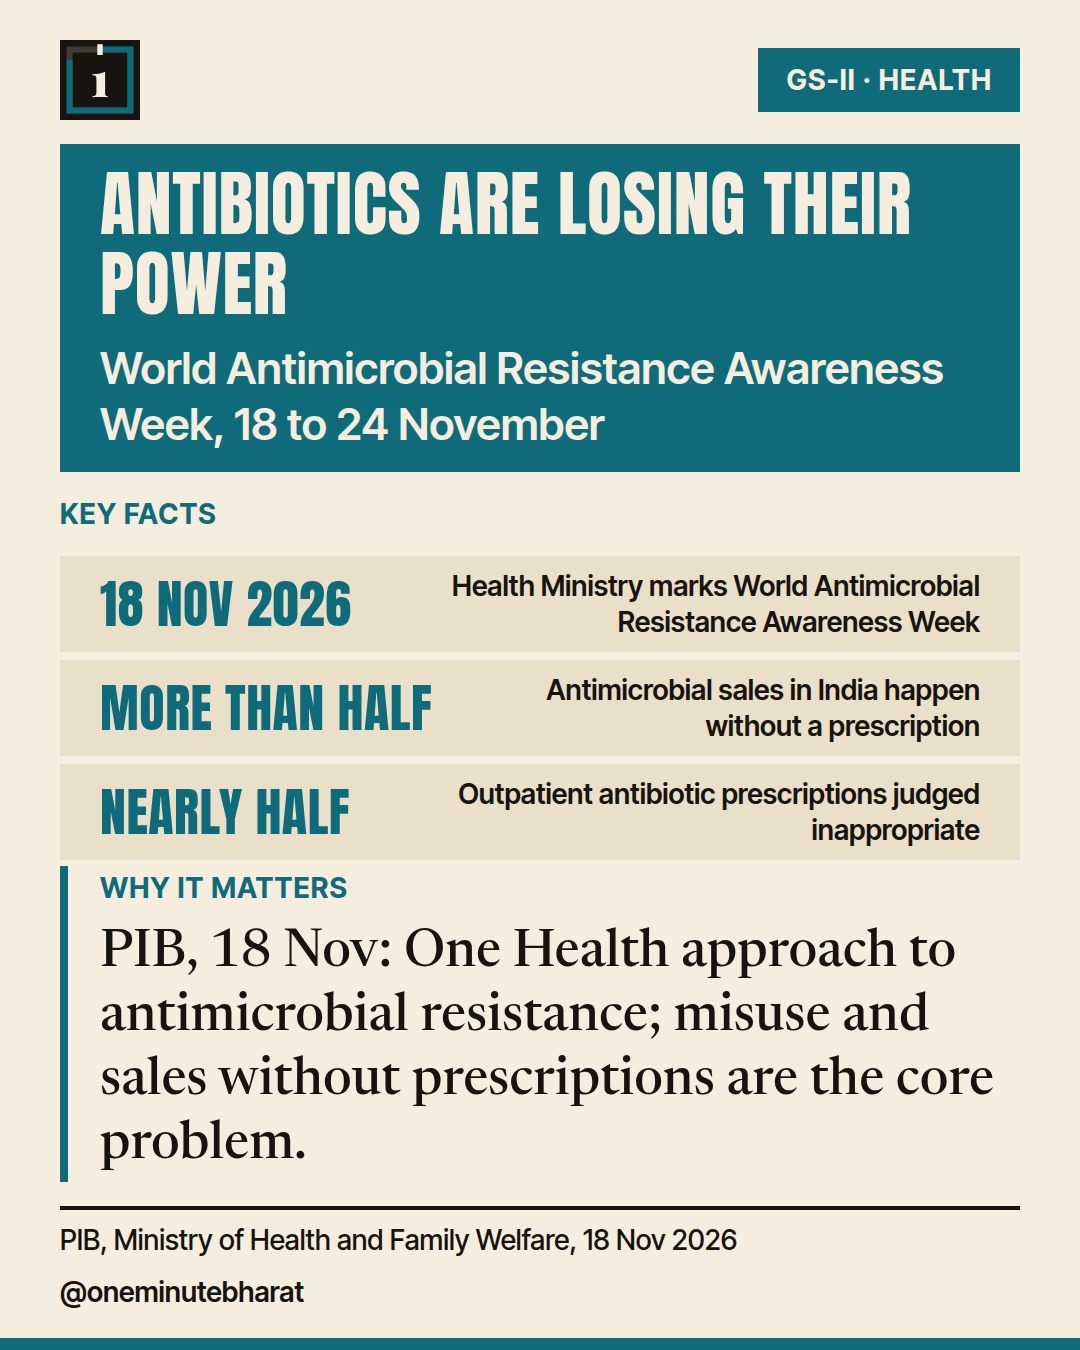 1
GS-II · HEALTH
ANTIBIOTICS ARE LOSING THEIR
POWER
World Antimicrobial Resistance Awareness
Week, 18 to 24 November
KEY FACTS
18 NOV 2026
Health Ministry marks World Antimicrobial
Resistance Awareness Week
MORE THAN HALF
Antimicrobial sales in India happen
without a prescription
NEARLY HALF
Outpatient antibiotic prescriptions judged
inappropriate
WHY IT MATTERS
PIB, 18 Nov: One Health approach to
antimicrobial resistance; misuse and
sales without prescriptions are the core
problem.
PIB, Ministry of Health and Family Welfare, 18 Nov 2026
@oneminutebharat